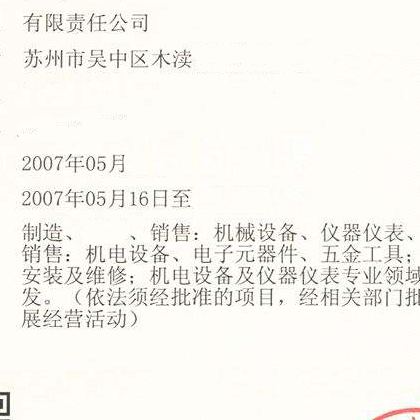 有限责任公司
苏州市吴中区木渎
2007年05月
2007年05月16日至
制造、 、销售：机械设备、仪器仪表、
销售：机电设备、电子元器件、五金工具；
安装及维修；机电设备及仪器仪表专业领域
发。（依法须经批准的项目，经相关部门批
展经营活动）